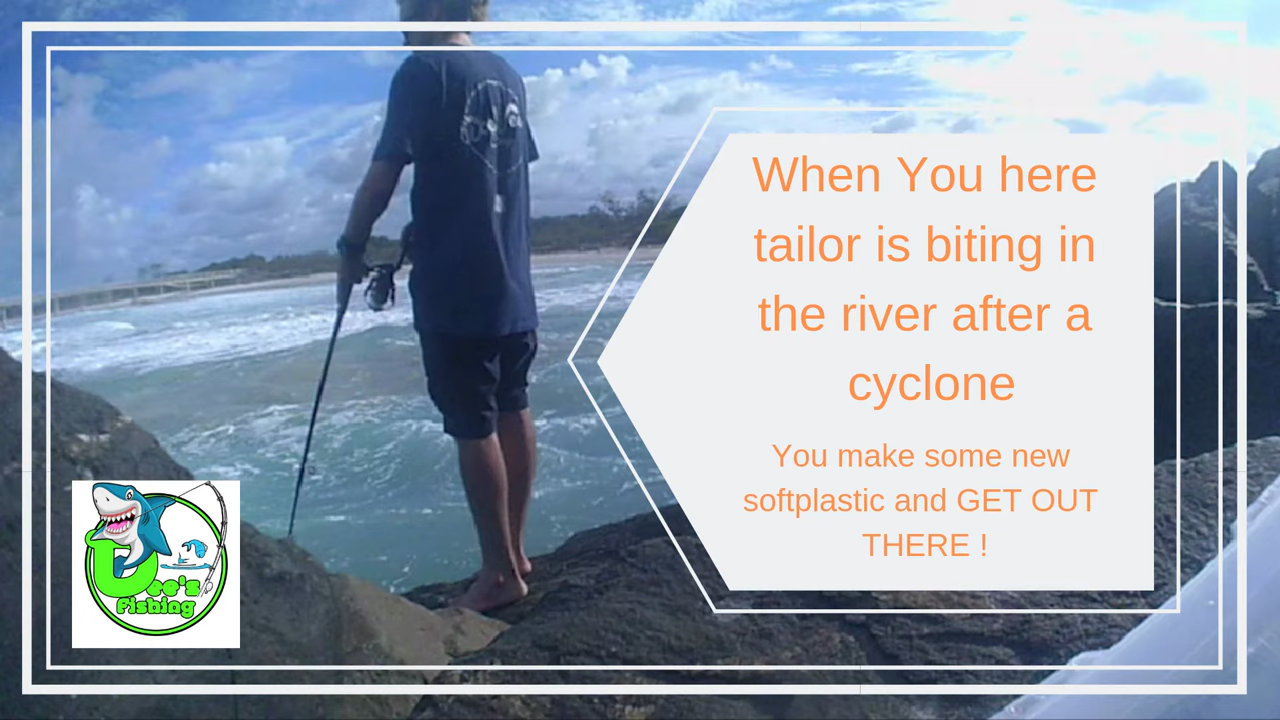 When You here
tailor is biting in
the river after a
cyclone
You make some new
softplastic and GET OUT
THERE !
Dee's
Fishing